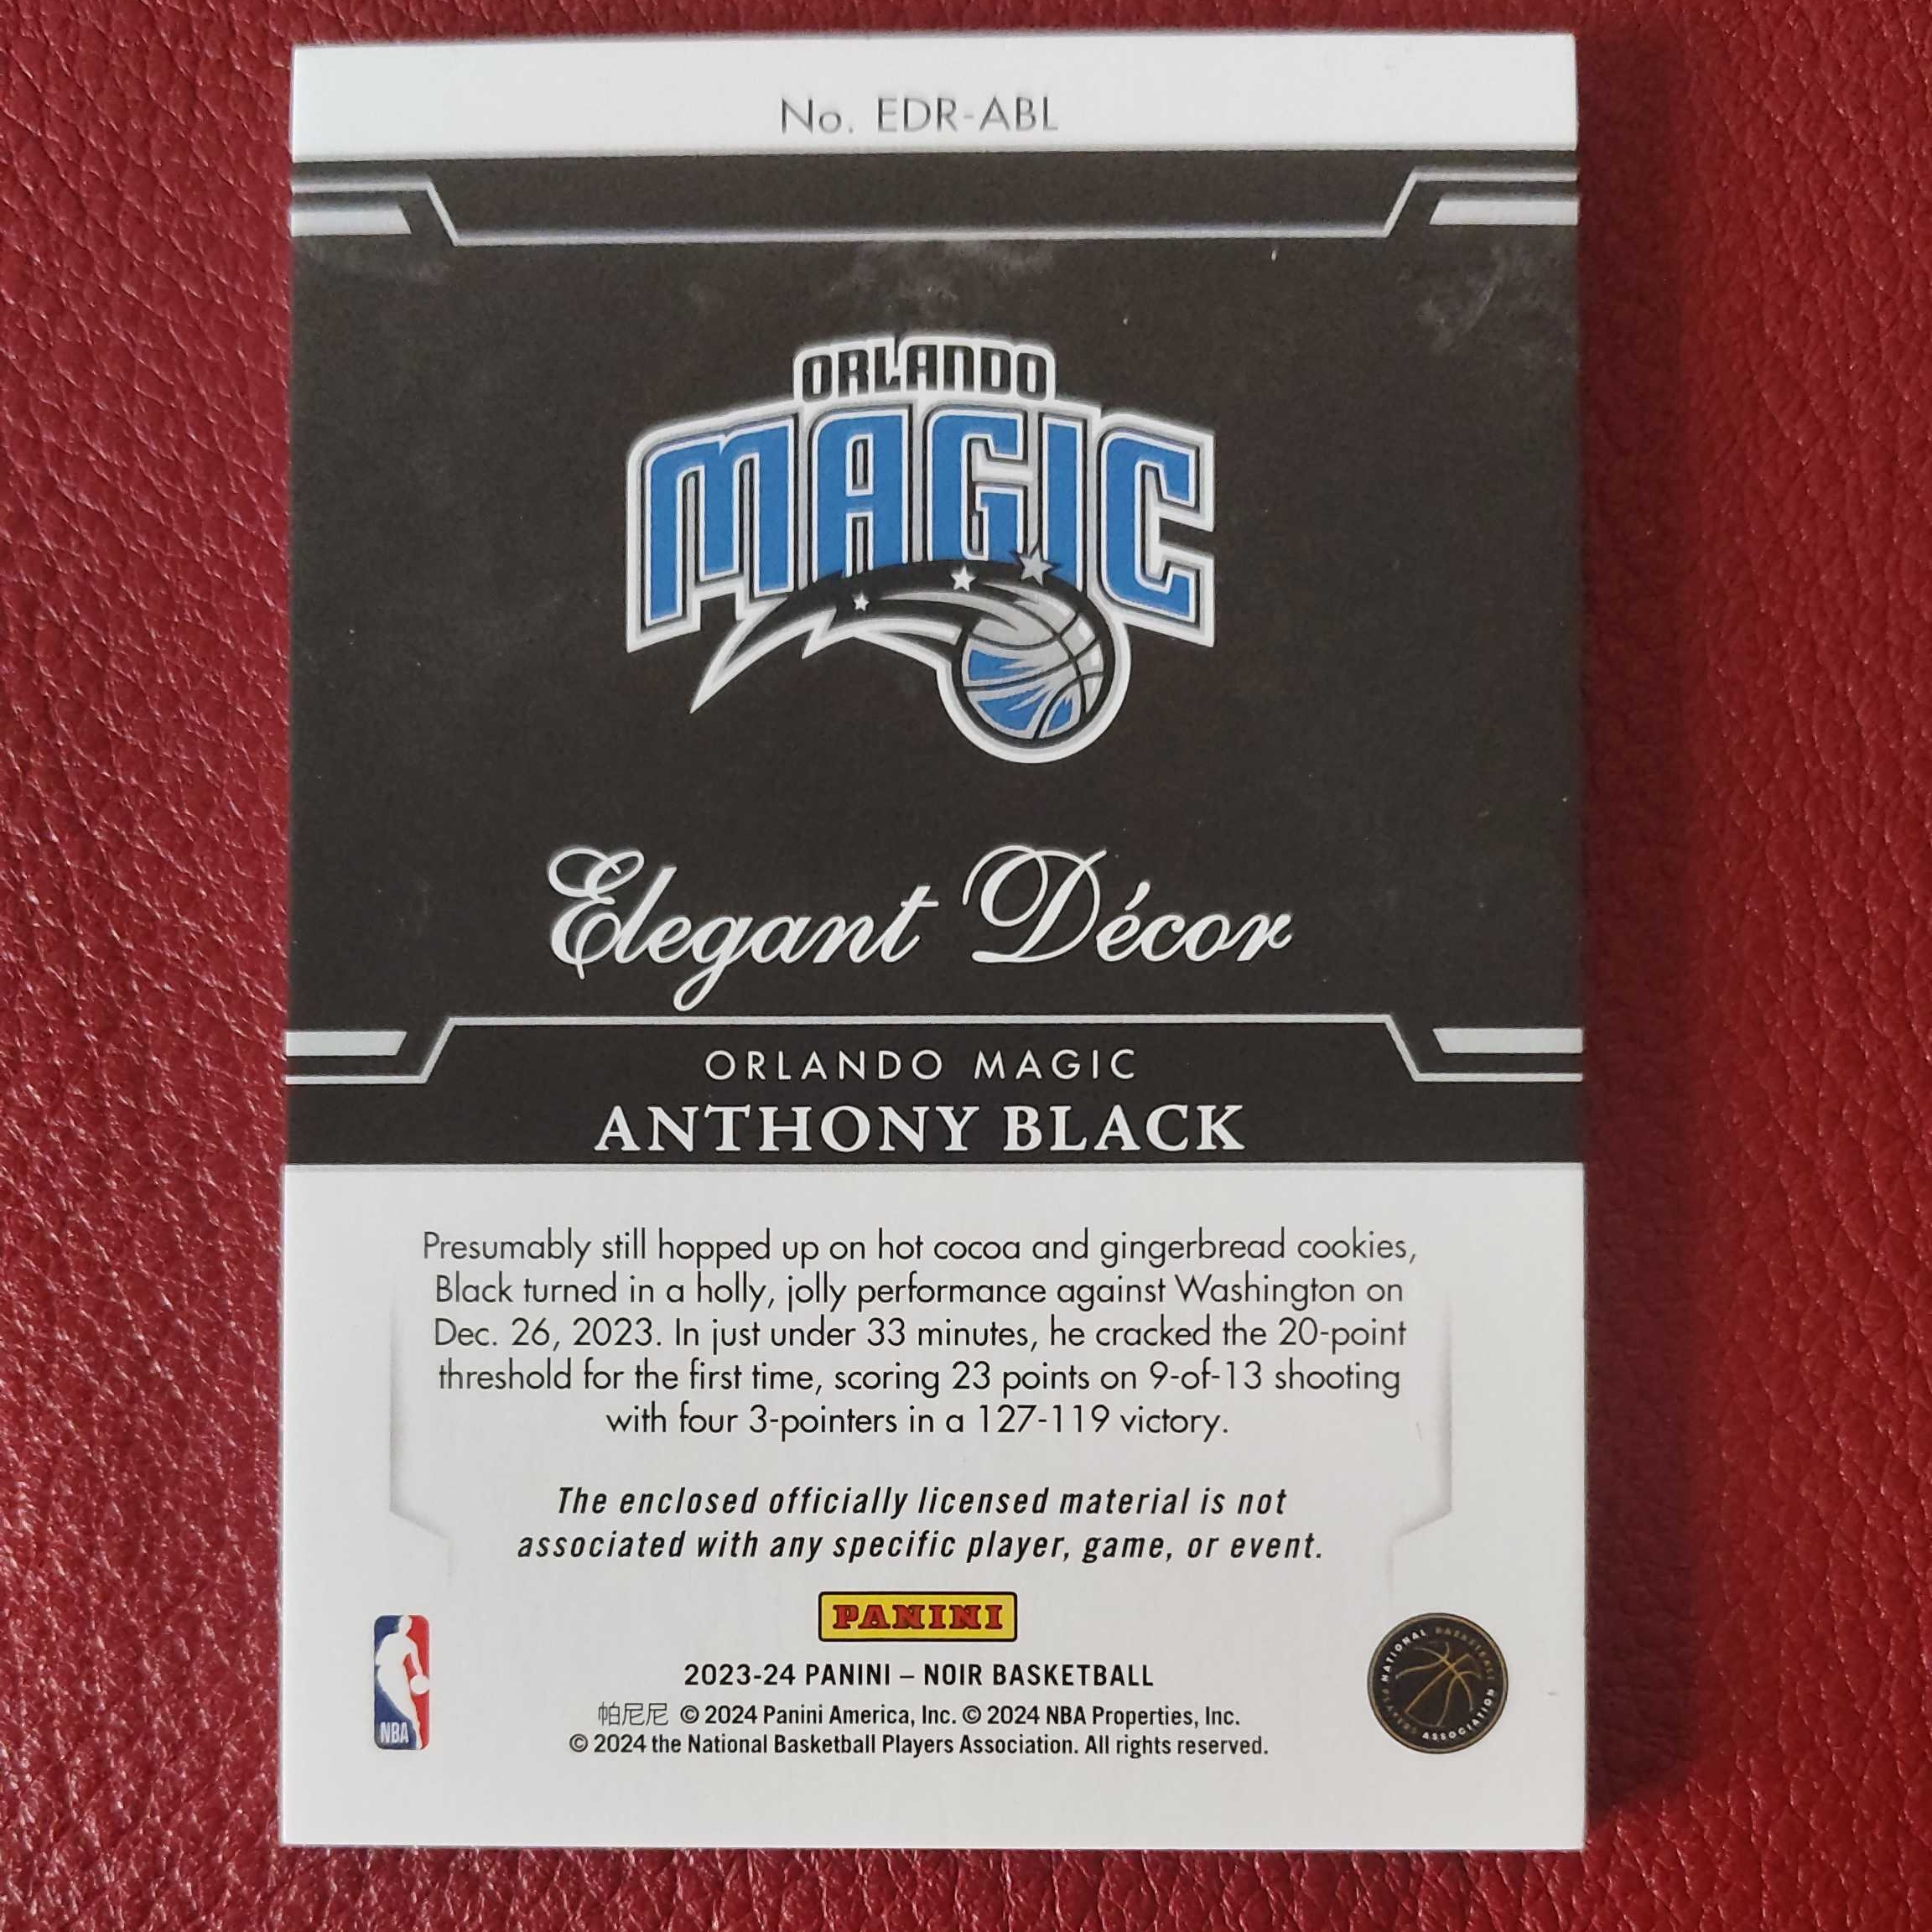 No. EDR-ABL
ORLANDO
MAGIC
Elegant Décor
ORLANDO MAGIC
ANTHONY BLACK
Presumably still hopped up on hot cocoa and gingerbread cookies,
Black turned in a holly, jolly performance against Washington on
Dec. 26, 2023. In just under 33 minutes, he cracked the 20-point
threshold for the first time, scoring 23 points on 9-of-13 shooting
with four 3-pointers in a 127-119 victory.
The enclosed officially licensed material is not
associated with any specific player, game, or event.
PANINI
NBA
NATIONAL BASKETBALL PLAYERS ASSOCIATION
2023-24 PANINI – NOIR BASKETBALL
帕尼尼 © 2024 Panini America, Inc. © 2024 NBA Properties, Inc.
© 2024 the National Basketball Players Association. All rights reserved.